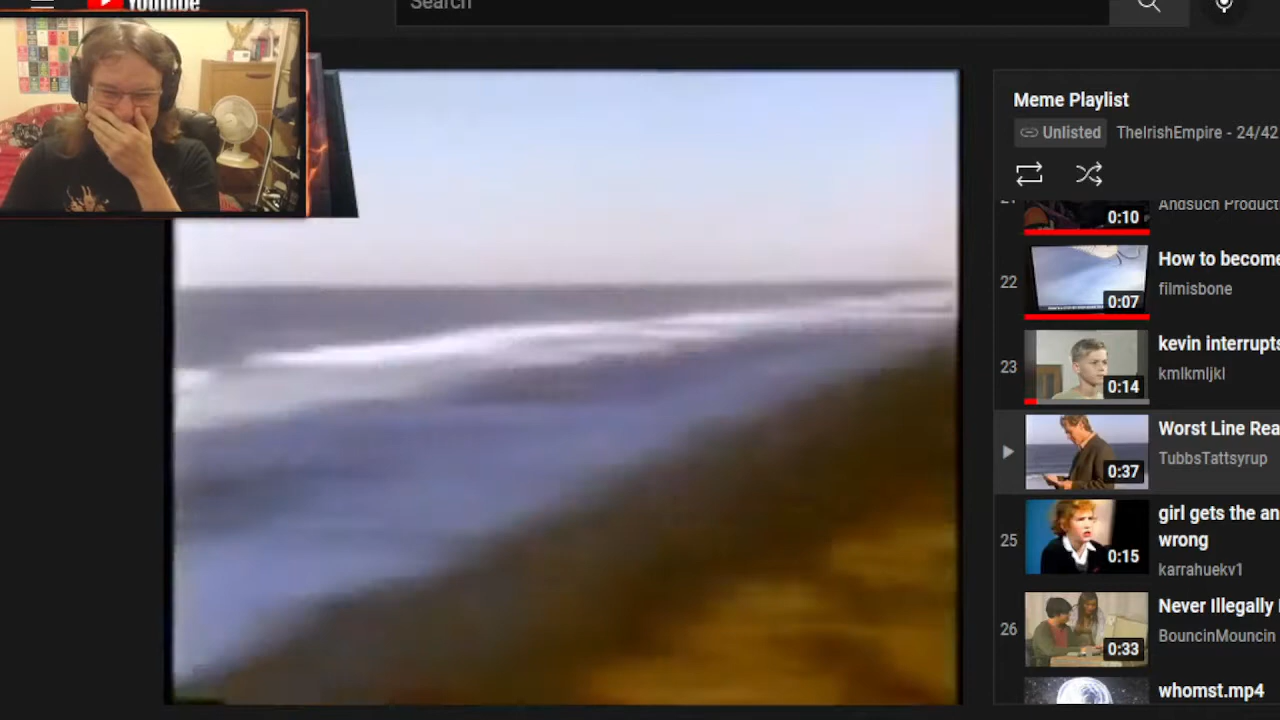 YouTube
Search
Meme Playlist
Unlisted
TheIrishEmpire - 24/42
21
0:10
Andsuch Product
22
0:07
How to become
filmisbone
23
0:14
kevin interrupts
kmlkmljkl
0:37
Worst Line Rea
TubbsTattsyrup
25
0:15
girl gets the an
wrong
karrahuekv1
26
0:33
Never Illegally
BouncinMouncin
whomst.mp4